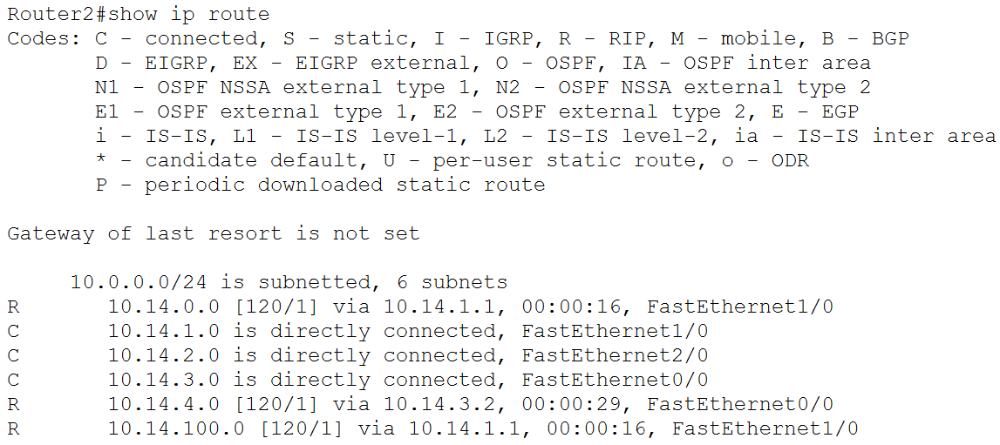 Router2#show ip route
Codes: C - connected, S - static, I - IGRP, R - RIP, M - mobile, B - BGP
       D - EIGRP, EX - EIGRP external, O - OSPF, IA - OSPF inter area
       N1 - OSPF NSSA external type 1, N2 - OSPF NSSA external type 2
       E1 - OSPF external type 1, E2 - OSPF external type 2, E - EGP
       i - IS-IS, L1 - IS-IS level-1, L2 - IS-IS level-2, ia - IS-IS inter area
       * - candidate default, U - per-user static route, o - ODR
       P - periodic downloaded static route

Gateway of last resort is not set

     10.0.0.0/24 is subnetted, 6 subnets
R       10.14.0.0 [120/1] via 10.14.1.1, 00:00:16, FastEthernet1/0
C       10.14.1.0 is directly connected, FastEthernet1/0
C       10.14.2.0 is directly connected, FastEthernet2/0
C       10.14.3.0 is directly connected, FastEthernet0/0
R       10.14.4.0 [120/1] via 10.14.3.2, 00:00:29, FastEthernet0/0
R       10.14.100.0 [120/1] via 10.14.1.1, 00:00:16, FastEthernet1/0